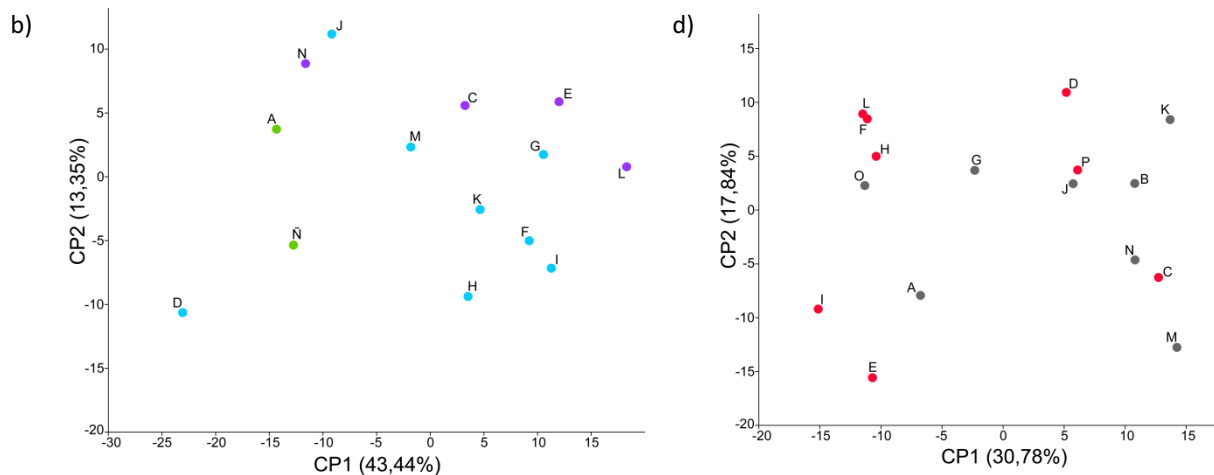 b)
CP2 (13,35%)
10
5
0
-5
-10
-15
-20
J
N
A
C
E
M
G
L
K
Ñ
F
I
H
D
-30 -25 -20 -15 -10 -5 0 5 10 15
CP1 (43,44%)
d)
CP2 (17,84%)
15
10
5
0
-5
-10
-15
-20
D
L
K
F
H
G
P
O
J
B
N
C
A
I
M
E
-20 -15 -10 -5 0 5 10 15
CP1 (30,78%)